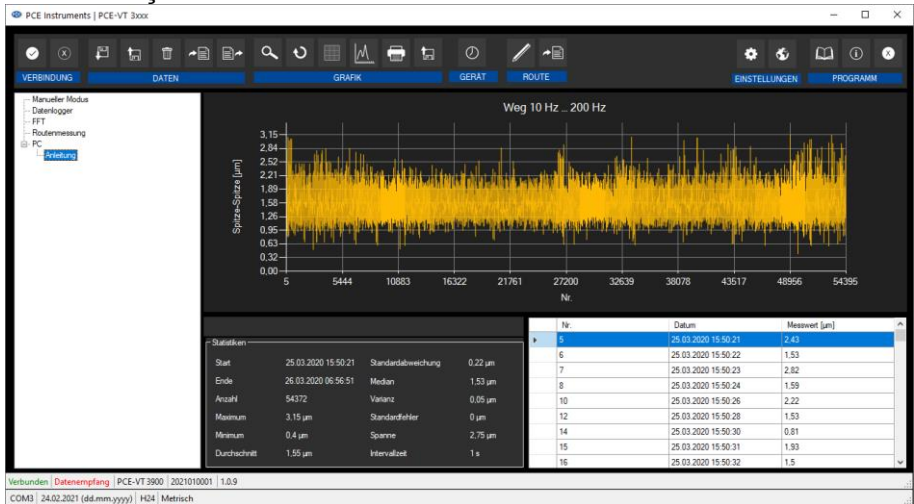 PCE Instruments | PCE-VT 3xxx
VERBINDUNG DATEN GRAFIK GERÄT ROUTE EINSTELLUNGEN PROGRAMM
Manueller Modus
Datenlogger
FFT
Routenmessung
PC
Anleitung
Weg 10 Hz ... 200 Hz
Spitze-Spitze [µm]
3,15
2,84
2,52
2,21
1,89
1,58
1,26
0,95
0,63
0,32
0,00
5 5444 10883 16322 21761 27200 32639 38078 43517 48956 54395
Nr.
Statistiken
Start 25.03.2020 15:50:21 Standardabweichung 0,22 µm
Ende 26.03.2020 06:56:51 Median 1,53 µm
Anzahl 54372 Varianz 0,05 µm
Maximum 3,15 µm Standardfehler 0 µm
Minimum 0,4 µm Spanne 2,75 µm
Durchschnitt 1,55 µm Intervallzeit 1 s
Nr. Datum Messwert [µm]
5 25.03.2020 15:50:21 2,43
6 25.03.2020 15:50:22 1,53
7 25.03.2020 15:50:23 2,82
8 25.03.2020 15:50:24 1,59
10 25.03.2020 15:50:26 2,22
12 25.03.2020 15:50:28 1,53
14 25.03.2020 15:50:30 0,81
15 25.03.2020 15:50:31 1,93
16 25.03.2020 15:50:32 1,5
Verbunden Datenempfang PCE-VT 3900 2021010001 1.0.9
COM3 24.02.2021 (dd.mm.yyyy) H24 Metrisch